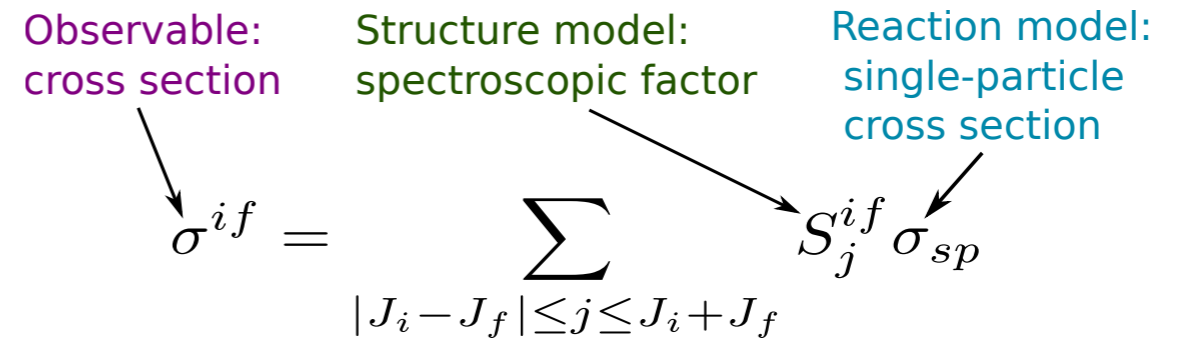 Observable:
cross section
Structure model:
spectroscopic factor
Reaction model:
single-particle
cross section
σ^{if} = ∑_{|J_i−J_f|≤j≤J_i+J_f} S_j^{if} σ_{sp}